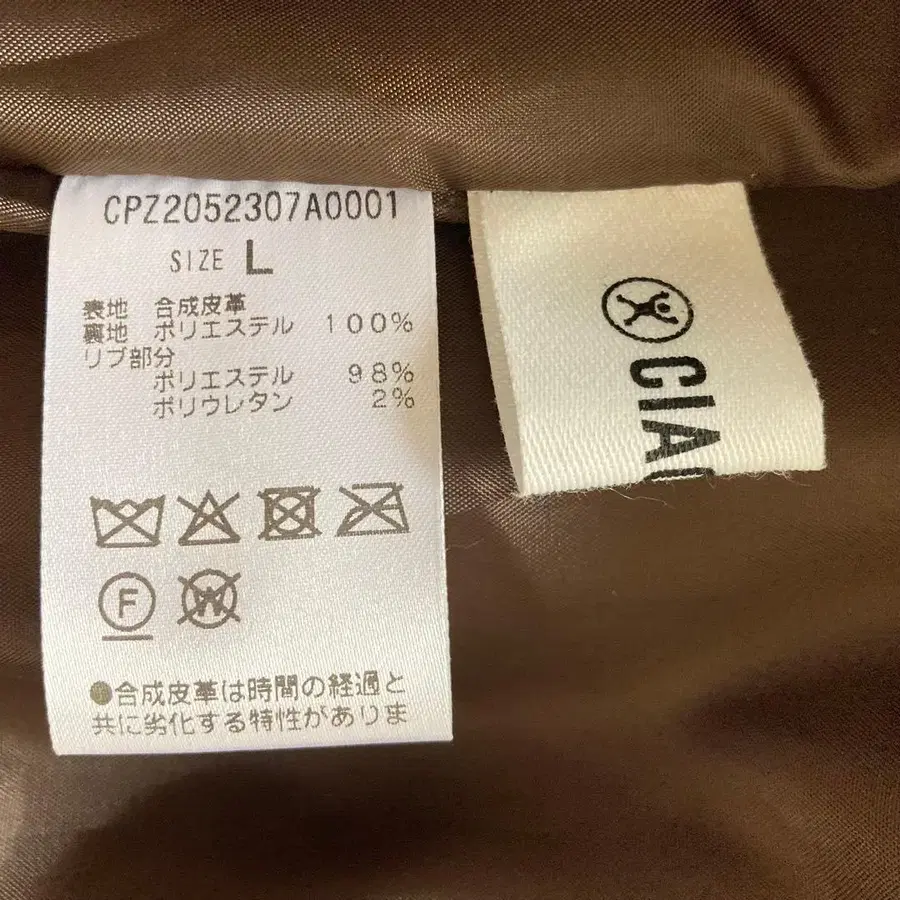 CPZ2052307A0001
SIZE L
表地 合成皮革
裏地 ポリエステル 100%
リブ部分
ポリエステル 98%
ポリウレタン 2%
F
W
●合成皮革は時間の経過と
共に劣化する特性がありま
CIAO